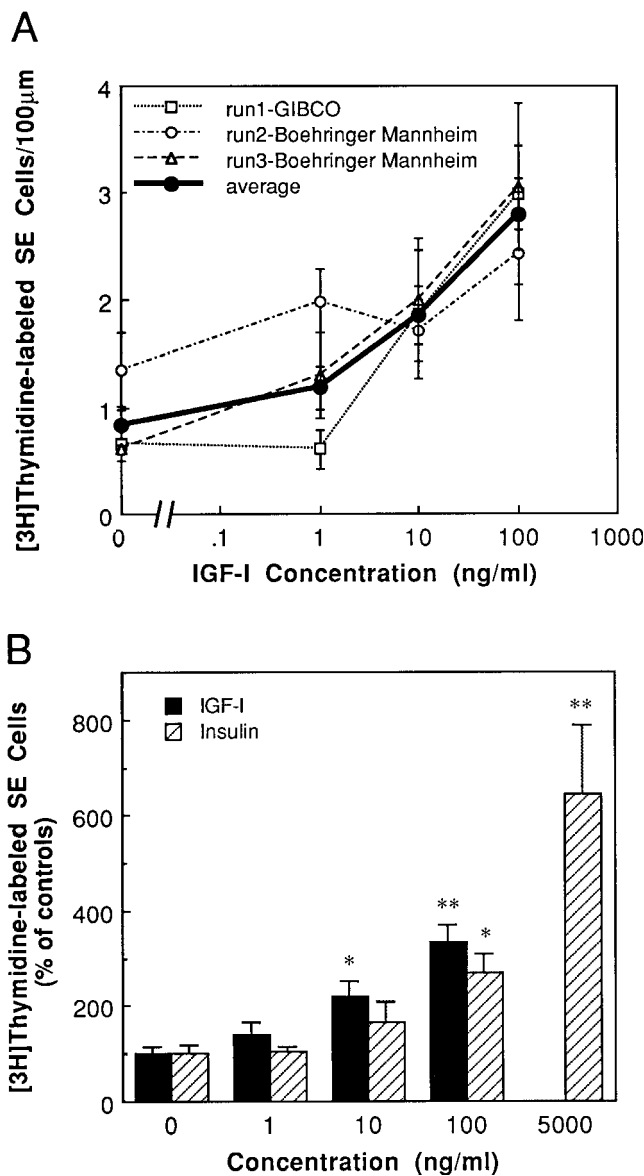 A
[3H]Thymidine-labeled SE Cells/100μm
4
3
2
1
0
run1-GIBCO
run2-Boehringer Mannheim
run3-Boehringer Mannheim
average
0 .1 1 10 100 1000
IGF-I Concentration (ng/ml)
B
[3H]Thymidine-labeled SE Cells
(% of controls)
800
600
400
200
0
IGF-I
Insulin
*
**
*
**
0 1 10 100 5000
Concentration (ng/ml)